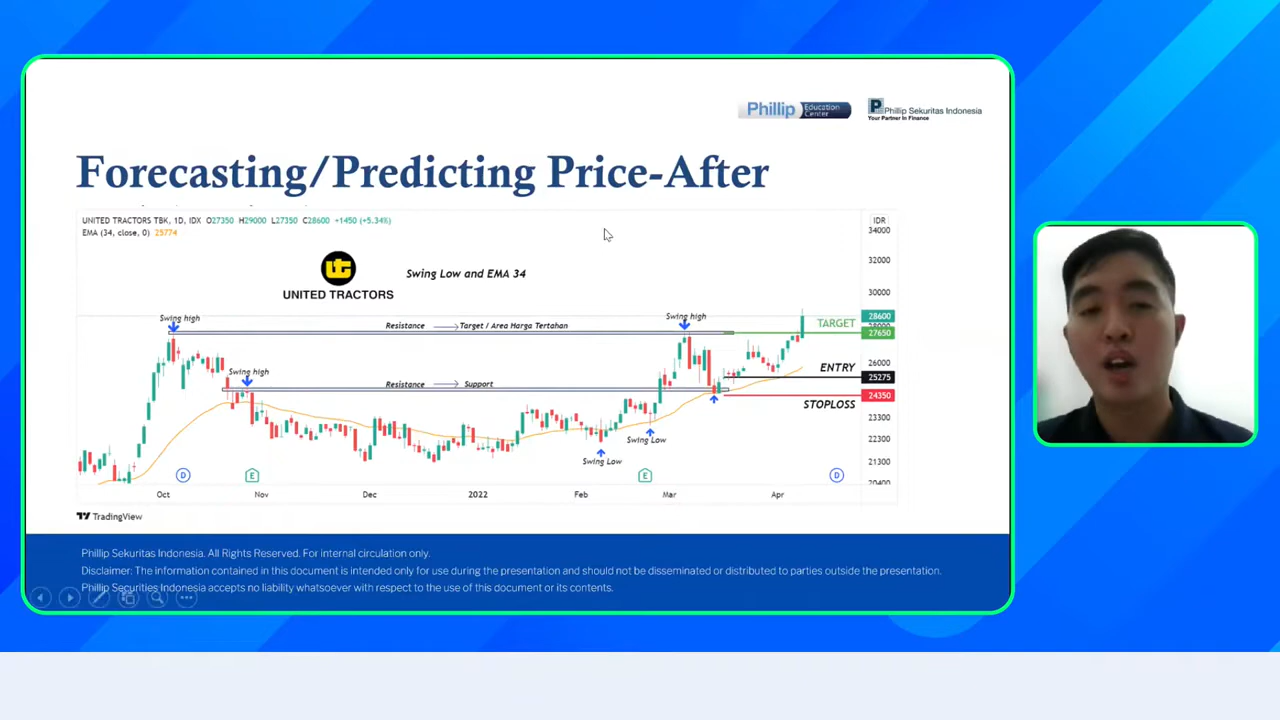 Phillip Education Center
Phillip Sekuritas Indonesia
Your Partner In Finance
Forecasting/Predicting Price-After
UNITED TRACTORS TBK, 1D, IDX O27350 H29000 L27350 C28600 +1450 (+5.34%)
EMA (34, close, 0) 25774
IDR
34000
32000
30000
28600
27650
26000
25275
24350
23300
22300
21300
20400
UNITED TRACTORS
Swing Low and EMA 34
Swing high
Resistance
Target / Area Harga Tertahan
Swing high
TARGET
Swing high
Resistance
Support
ENTRY
STOPLOSS
Swing Low
Swing Low
D
E
E
D
Oct Nov Dec 2022 Feb Mar Apr
TradingView
Phillip Sekuritas Indonesia. All Rights Reserved. For internal circulation only.
Disclaimer: The information contained in this document is intended only for use during the presentation and should not be disseminated or distributed to parties outside the presentation.
Phillip Securities Indonesia accepts no liability whatsoever with respect to the use of this document or its contents.